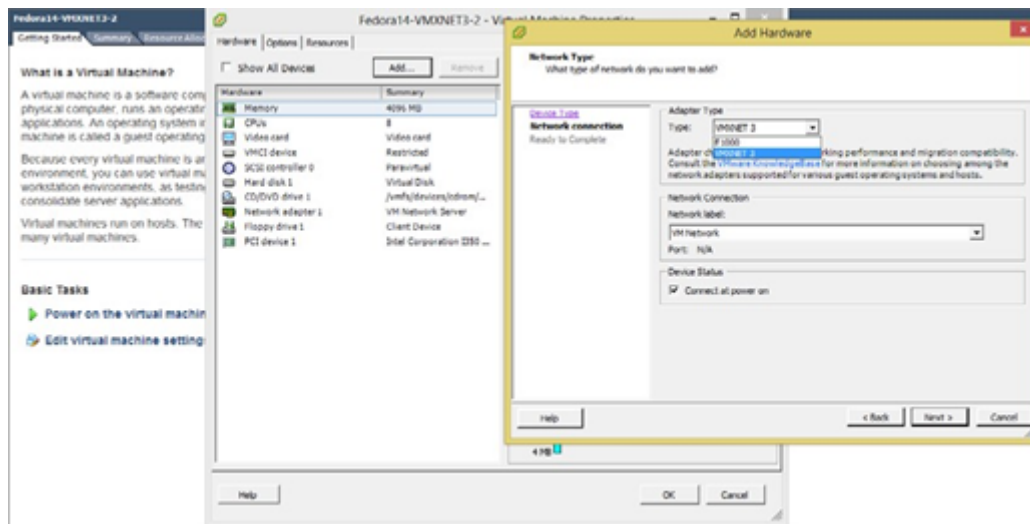 Fedora14-VMXNET3-2
Getting Started Summary Resource Alloc
What is a Virtual Machine?
A virtual machine is a software com
physical computer, runs an operatin
applications. An operating system i
machine is called a guest operating
Because every virtual machine is an
environment, you can use virtual ma
workstation environments, as testin
consolidate server applications.
Virtual machines run on hosts. The
many virtual machines.
Basic Tasks
Power on the virtual machin
Edit virtual machine setting
Fedora14-VMXNET3-2 - Virtual Machine Properties
Hardware Options Resources
Show All Devices Add... Remove
Hardware Summary
Memory 4096 MB
CPUs 8
Video card Video card
VMCI device Restricted
SCSI controller 0 Paravirtual
Hard disk 1 Virtual Disk
CD/DVD drive 1 /vmfs/devices/cdrom/...
Network adapter 1 VM Network Server
Floppy drive 1 Client Device
PCI device 1 Intel Corporation I350 ...
4 MB
Help OK Cancel
Add Hardware
Network Type
What type of network do you want to add?
Device Type
Network connection
Ready to Complete
Adapter Type
Type: VMXNET 3
E1000
VMXNET 3
Adapter ch rking performance and migration compatibility.
Consult the VMware KnowledgeBase for more information on choosing among the
network adapters supported for various guest operating systems and hosts.
Network Connection
Network label:
VM Network
Port: N/A
Device Status
Connect at power on
Help < Back Next > Cancel